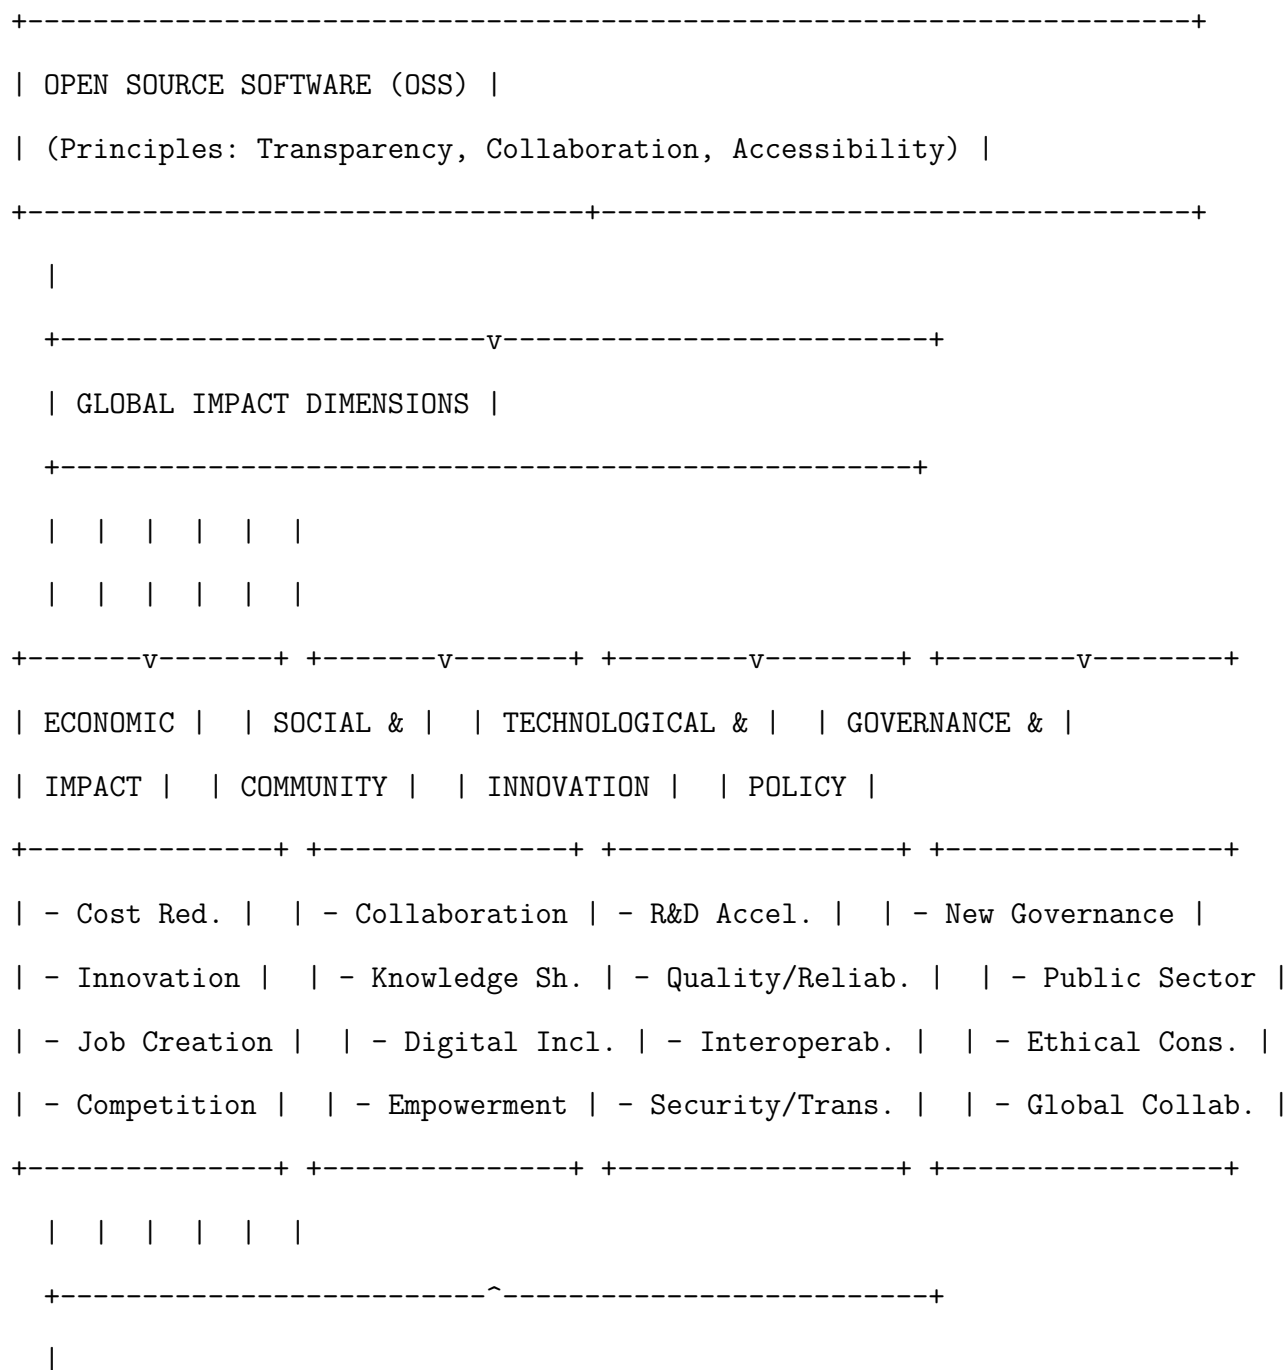 +-----------------------------------------------------------------------+
| OPEN SOURCE SOFTWARE (OSS) |
| (Principles: Transparency, Collaboration, Accessibility) |
+----------------------------------+------------------------------------+
|
+--------------------------v--------------------------+
| GLOBAL IMPACT DIMENSIONS |
+----------------------------------------------------+
| | | | | |
| | | | | |
+-------v-------+ +-------v-------+ +--------v--------+ +--------v--------+
| ECONOMIC | | SOCIAL & | | TECHNOLOGICAL & | | GOVERNANCE & |
| IMPACT | | COMMUNITY | | INNOVATION | | POLICY |
+---------------+ +---------------+ +-----------------+ +-----------------+
| - Cost Red. | | - Collaboration | - R&D Accel. | | - New Governance |
| - Innovation | | - Knowledge Sh. | - Quality/Reliab. | | - Public Sector |
| - Job Creation | | - Digital Incl. | - Interoperab. | | - Ethical Cons. |
| - Competition | | - Empowerment | - Security/Trans. | | - Global Collab. |
+---------------+ +---------------+ +-----------------+ +-----------------+
| | | | | |
+--------------------------^--------------------------+
|